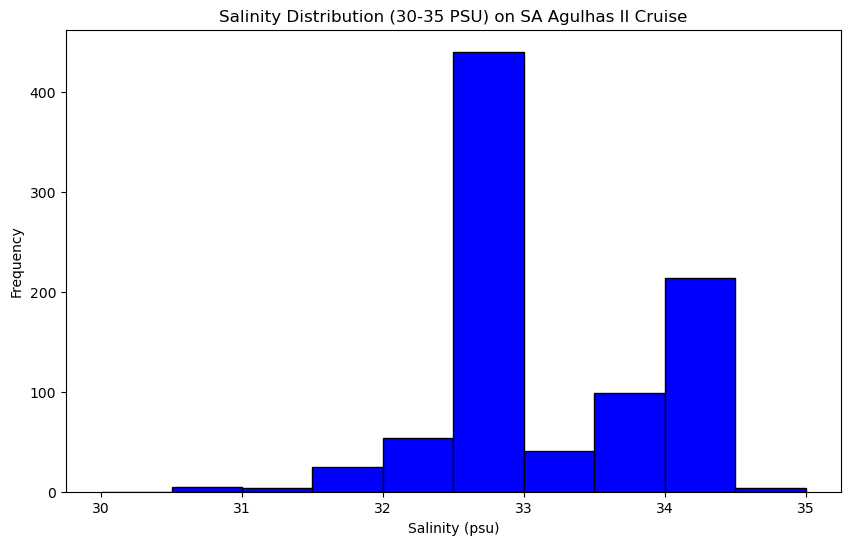 Salinity Distribution (30-35 PSU) on SA Agulhas II Cruise
400
300
200
100
0
Frequency
30 31 32 33 34 35
Salinity (psu)